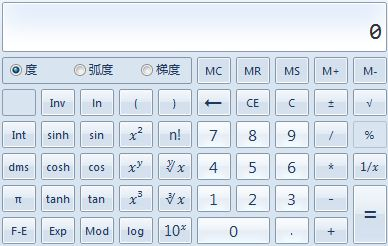 0
度 弧度 梯度 MC MR MS M+ M-
Inv ln ( ) ← CE C ± √
Int sinh sin x² n! 7 8 9 / %
dms cosh cos xʸ ʸ√x 4 5 6 * 1/x
π tanh tan x³ ³√x 1 2 3 - =
F-E Exp Mod log 10ˣ 0 . +